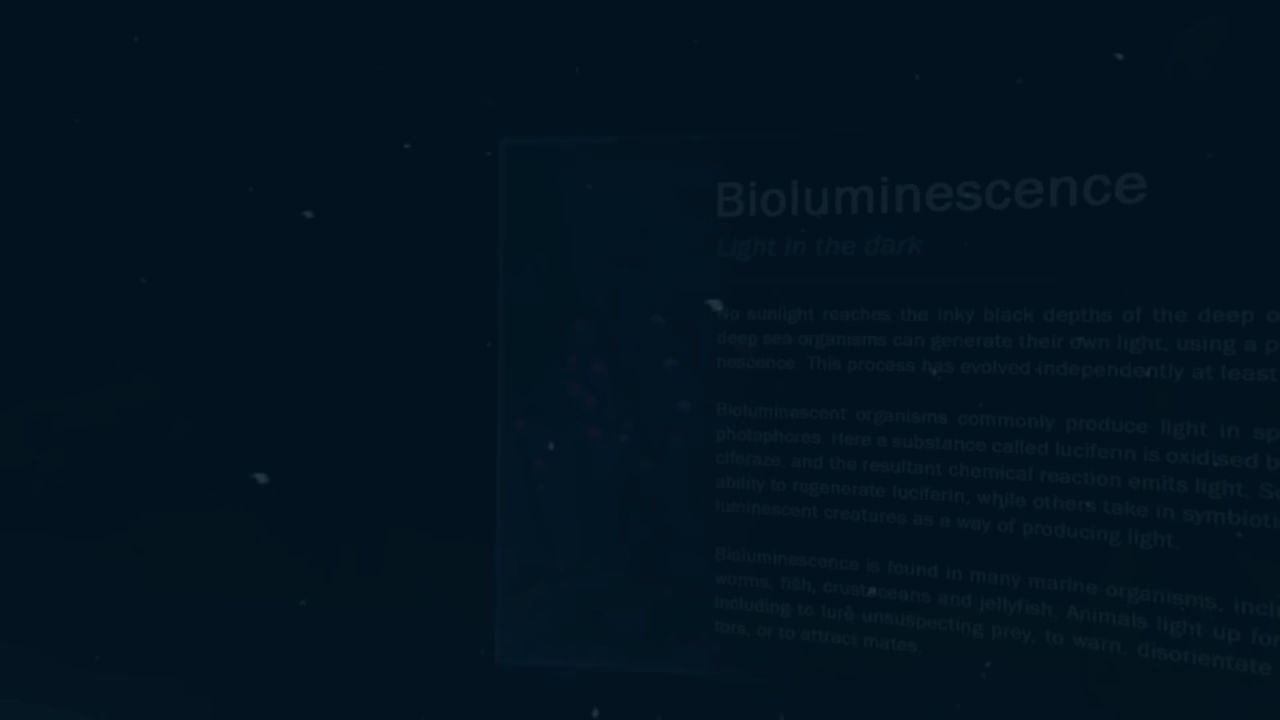 Bioluminescence
Light in the dark
No sunlight reaches the inky black depths of the deep
deep sea organisms can generate their own light, using a
nescence. This process has evolved independently at least
Bioluminescent organisms commonly produce light in
photophores. Here a substance called luciferin is oxidised
ciferaze, and the resultant chemical reaction emits light.
ability to regenerate luciferin, while others take in
luminescent creatures as a way of producing light.
Bioluminescence is found in many marine organisms,
worms, fish, crustaceans and jellyfish. Animals light up
including to lure unsuspecting prey, to warn, disorientate
tors, or to attract mates.